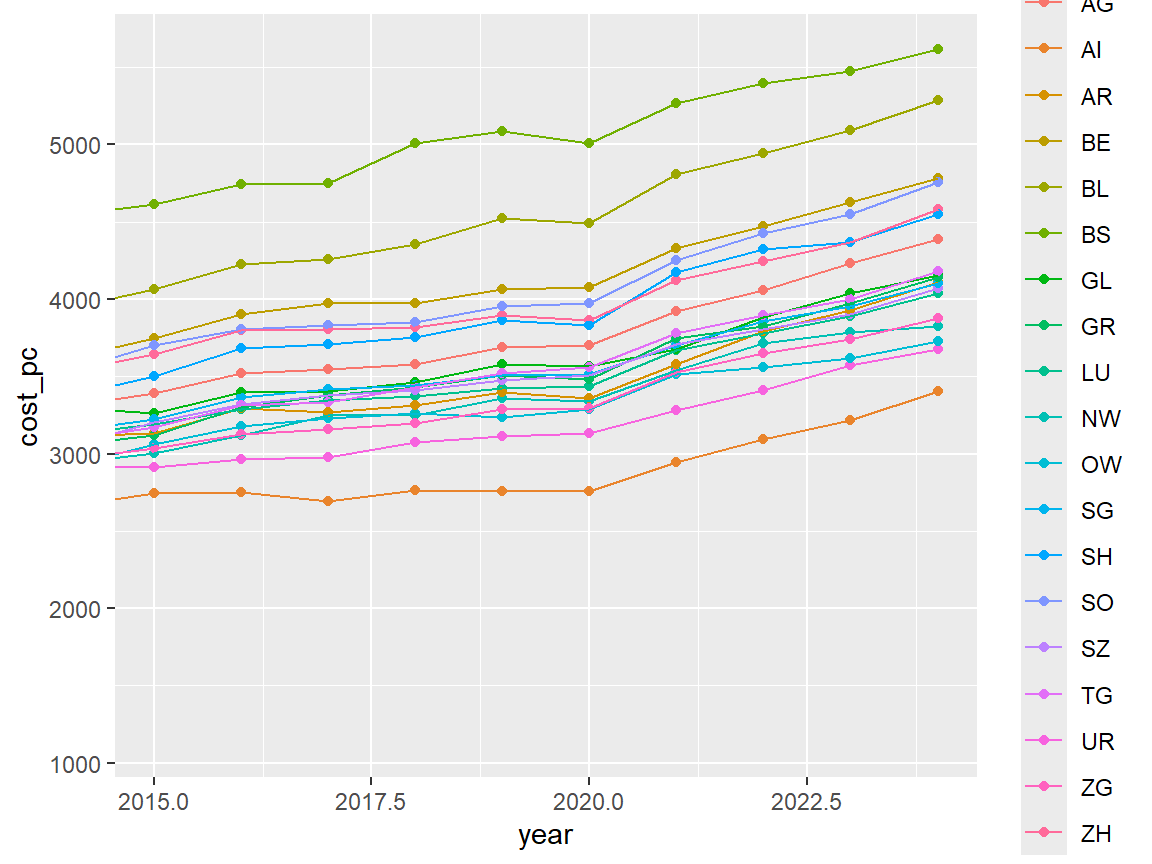 cost_pc
5000
4000
3000
2000
1000
2015.0
2017.5
2020.0
2022.5
year
AG
AI
AR
BE
BL
BS
GL
GR
LU
NW
OW
SG
SH
SO
SZ
TG
UR
ZG
ZH